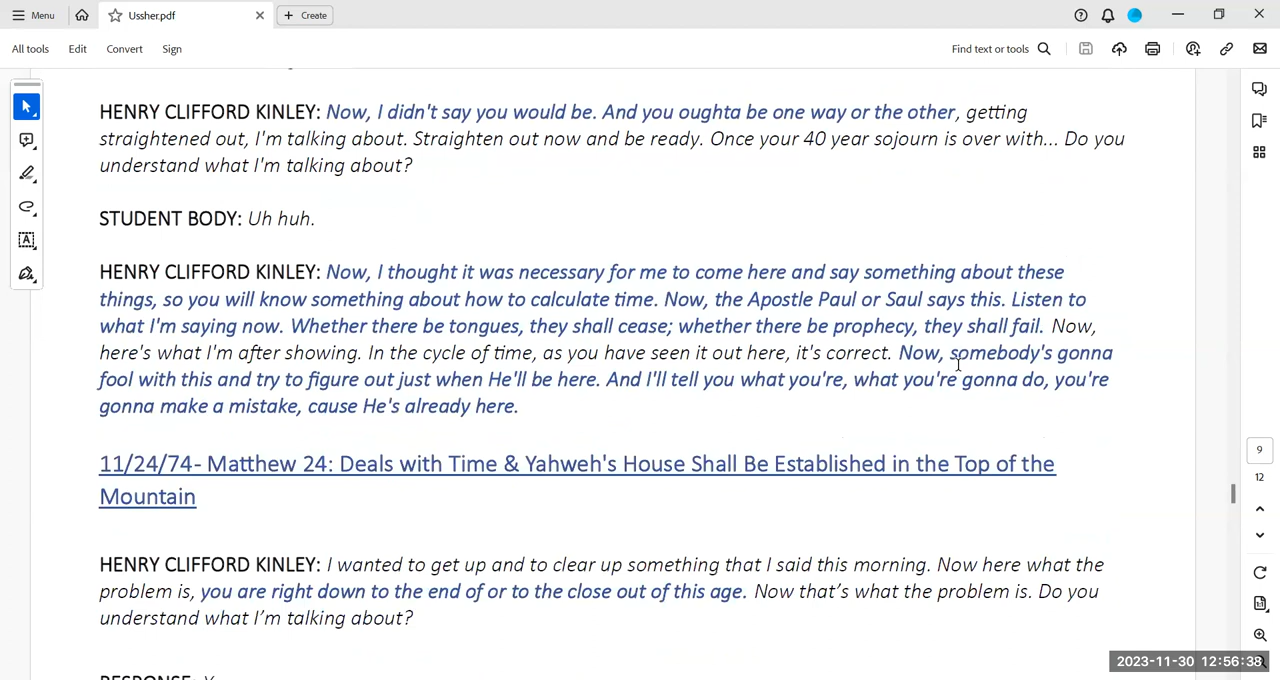 Menu
Ussher.pdf
Create
All tools
Edit
Convert
Sign
Find text or tools
HENRY CLIFFORD KINLEY: Now, I didn't say you would be. And you oughta be one way or the other, getting
straightened out, I'm talking about. Straighten out now and be ready. Once your 40 year sojourn is over with... Do you
understand what I'm talking about?
STUDENT BODY: Uh huh.
HENRY CLIFFORD KINLEY: Now, I thought it was necessary for me to come here and say something about these
things, so you will know something about how to calculate time. Now, the Apostle Paul or Saul says this. Listen to
what I'm saying now. Whether there be tongues, they shall cease; whether there be prophecy, they shall fail. Now,
here's what I'm after showing. In the cycle of time, as you have seen it out here, it's correct. Now, somebody's gonna
fool with this and try to figure out just when He'll be here. And I'll tell you what you're, what you're gonna do, you're
gonna make a mistake, cause He's already here.
11/24/74- Matthew 24: Deals with Time & Yahweh's House Shall Be Established in the Top of the
Mountain
HENRY CLIFFORD KINLEY: I wanted to get up and to clear up something that I said this morning. Now here what the
problem is, you are right down to the end of or to the close out of this age. Now that’s what the problem is. Do you
understand what I’m talking about?
9
12
2023-11-30 12:56:38